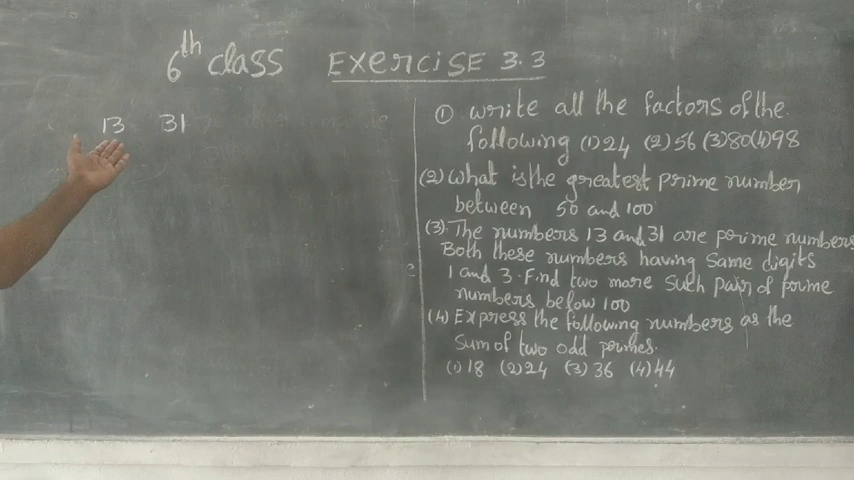 6th class Exercise 3.3
13 31
① write all the factors of the
following (1) 24 (2) 56 (3) 80 (4) 98
(2) what is the greatest prime number
between 50 and 100
(3). The numbers 13 and 31 are prime numbers
Both these numbers having same digits
1 and 3. Find two more such pairs of prime
numbers below 100
(4) Express the following numbers as the
sum of two odd primes.
(1) 18 (2) 24 (3) 36 (4) 44